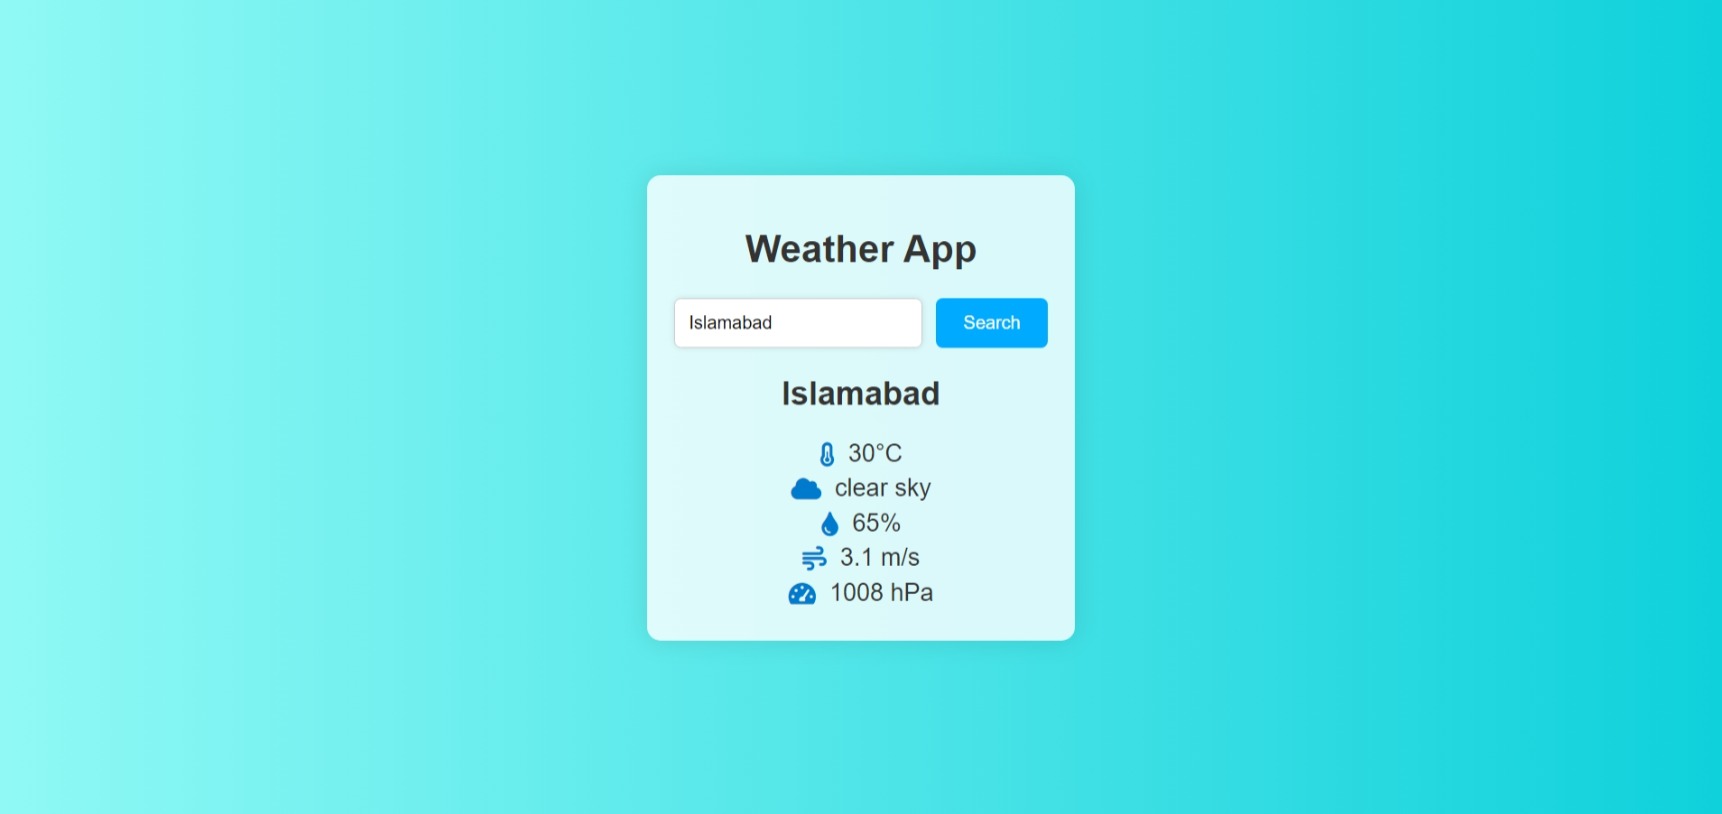 Weather App
Islamabad
Search
Islamabad
30°C
clear sky
65%
3.1 m/s
1008 hPa